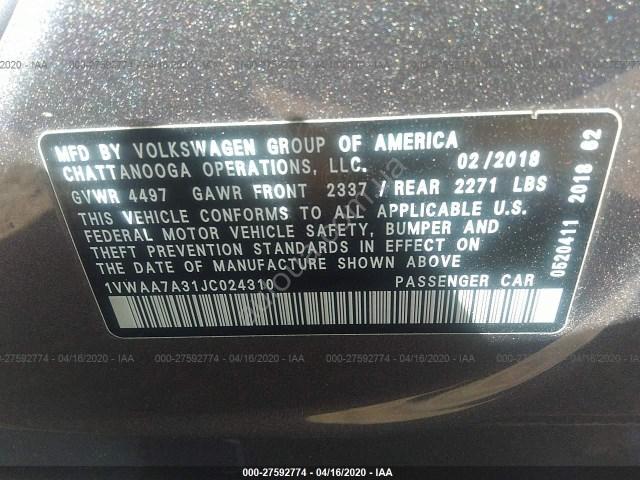 MFD BY VOLKSWAGEN GROUP OF AMERICA
CHATTANOOGA OPERATIONS, LLC. 02/2018
GVWR 4497 GAWR FRONT 2337 / REAR 2271 LBS
THIS VEHICLE CONFORMS TO ALL APPLICABLE U.S.
FEDERAL MOTOR VEHICLE SAFETY, BUMPER AND
THEFT PREVENTION STANDARDS IN EFFECT ON
THE DATE OF MANUFACTURE SHOWN ABOVE.
1VWAA7A31JC024310 PASSENGER CAR
0620411 2018 62
000-27592774 - 04/16/2020 - IAA